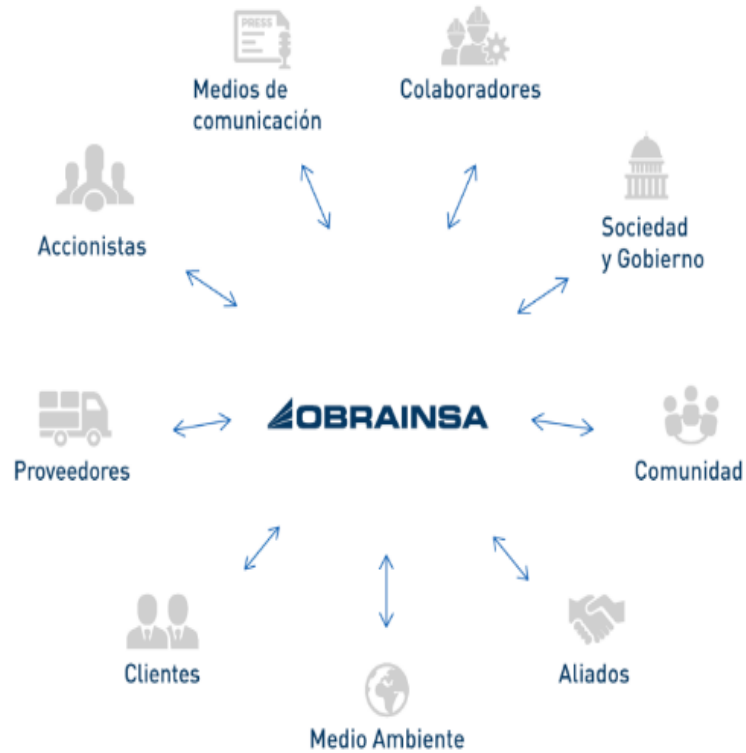 PRESS
Medios de
comunicación
Colaboradores
Accionistas
Sociedad
y Gobierno
OBRAINSA
Proveedores
Comunidad
Clientes
Aliados
Medio Ambiente